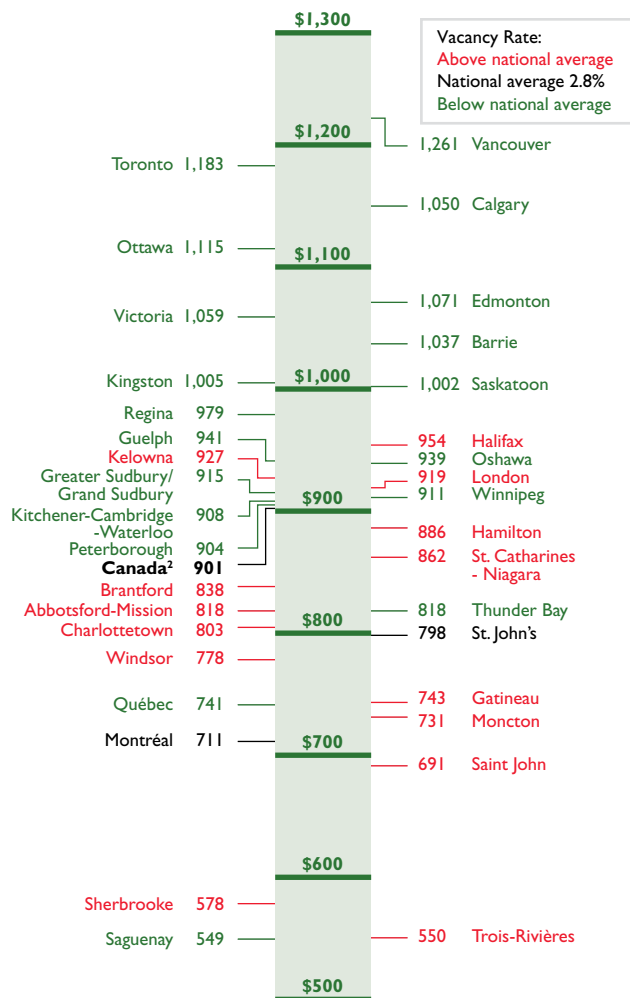 $1,300
Vacancy Rate:
Above national average
National average 2.8%
Below national average
$1,200
1,261 Vancouver
Toronto 1,183
1,050 Calgary
Ottawa 1,115
$1,100
1,071 Edmonton
Victoria 1,059
1,037 Barrie
$1,000
Kingston 1,005
1,002 Saskatoon
Regina 979
Guelph 941
954 Halifax
Kelowna 927
939 Oshawa
Greater Sudbury/ 915
Grand Sudbury
919 London
$900
911 Winnipeg
Kitchener-Cambridge 908
-Waterloo
886 Hamilton
Peterborough 904
862 St. Catharines
- Niagara
Canada² 901
Brantford 838
Abbotsford-Mission 818
818 Thunder Bay
$800
Charlottetown 803
798 St. John's
Windsor 778
743 Gatineau
Québec 741
731 Moncton
Montréal 711
$700
691 Saint John
$600
Sherbrooke 578
Saguenay 549
550 Trois-Rivières
$500